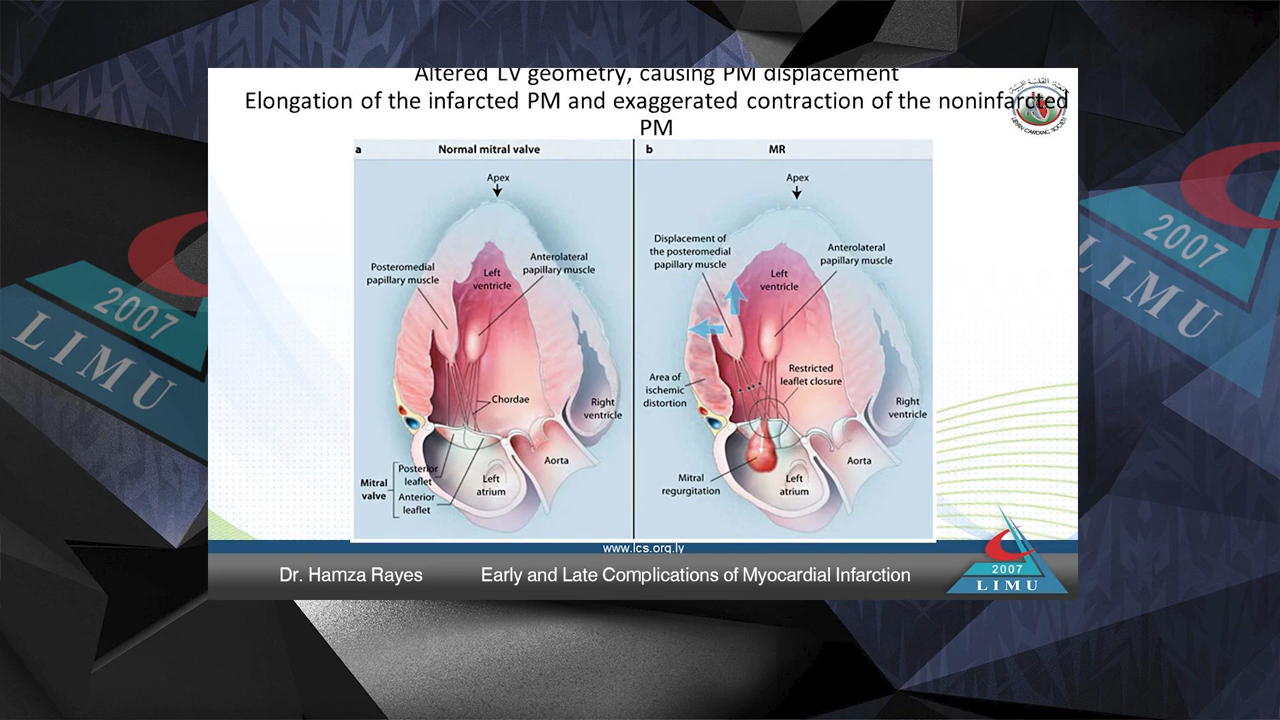 Altered LV geometry, causing PM displacement
Elongation of the infarcted PM and exaggerated contraction of the noninfarcted
PM
a
Normal mitral valve
Apex
Posteromedial
papillary muscle
Anterolateral
papillary muscle
Left
ventricle
Chordae
Right
ventricle
Aorta
Mitral
valve
Posterior
leaflet
Anterior
leaflet
Left
atrium
b
MR
Apex
Displacement of
the posteromedial
papillary muscle
Anterolateral
papillary muscle
Left
ventricle
Area of
ischemic
distortion
Restricted
leaflet closure
Right
ventricle
Aorta
Mitral
regurgitation
Left
atrium
www.lcs.org.ly
Dr. Hamza Rayes
Early and Late Complications of Myocardial Infarction
2007
LIMU
2007
LIMU
2007
LIMU
LIBYAN CARDIAC SOCIETY